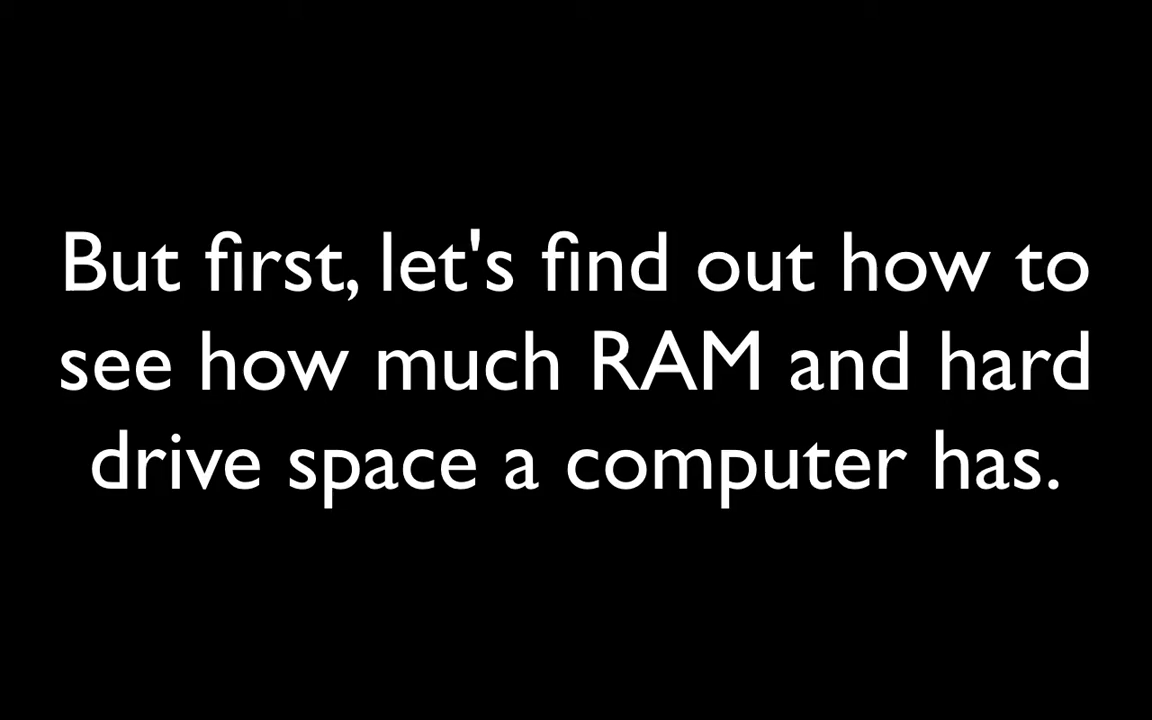 But first, let's find out how to
see how much RAM and hard
drive space a computer has.